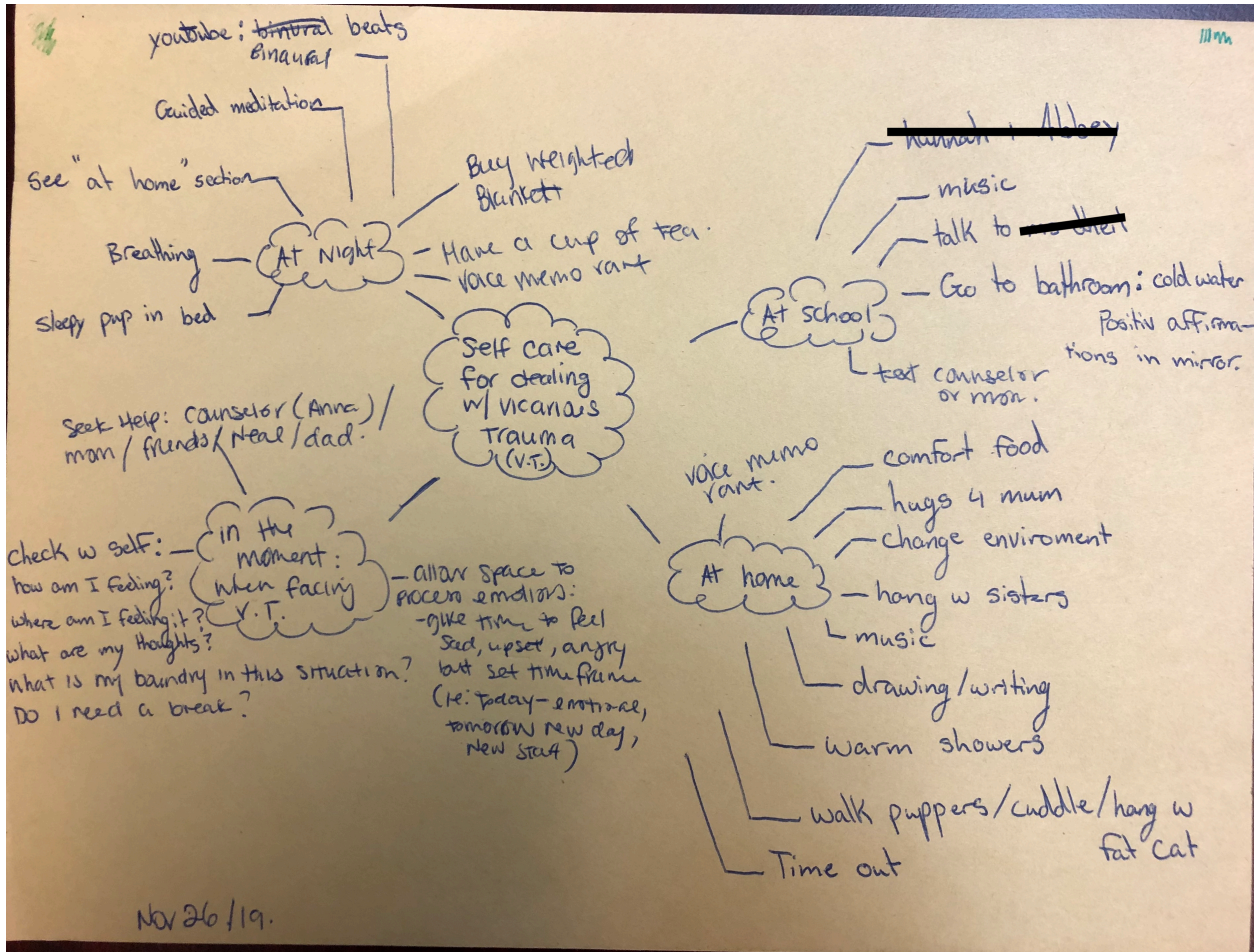 youtube: beats
Binaural
Guided meditation
See "at home" section
Breathing
Sleepy pup in bed
At Night
Buy Weighted
Blankett
Have a cup of tea.
voice memo rant
Self care
for dealing
w/ vicarious
Trauma
(V.T.)
At school
music
talk to
Go to bathroom: cold water
Positiv affirma-
tions in mirror.
text counselor
or mom.
Seek Help: Counselor (Anna)/
mom/friends/Neal/dad.
in the
moment:
when facing
V.T.
Check w self:
how am I feeling?
where am I feeling it?
what are my thoughts?
What is my boundry in this situation?
Do I need a break?
allow space to
process emotions:
-give time to feel
Sad, upset, angry
but set time frame
(ie: Today - emotional,
tomorrow new day,
New start)
At home
voice memo
rant.
comfort food
hugs 4 mum
change enviroment
hang w sisters
music
drawing/writing
warm showers
walk puppers/cuddle/hang w
fat cat
Time out
Nov 26/19.